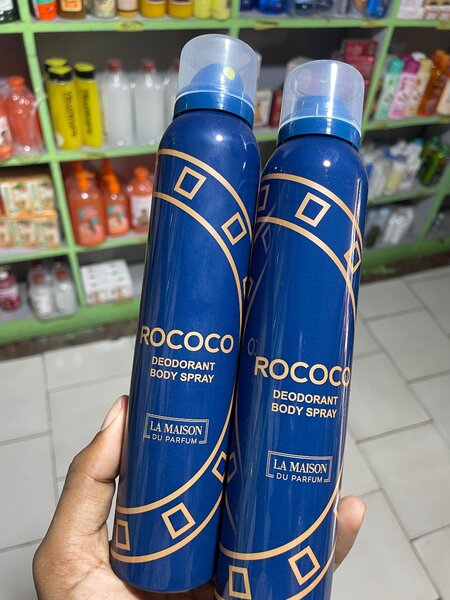 ROCOCO
DEODORANT
BODY SPRAY
LA MAISON
DU PARFUM
ROCOCO
DEODORANT
BODY SPRAY
LA MAISON
DU PARFUM